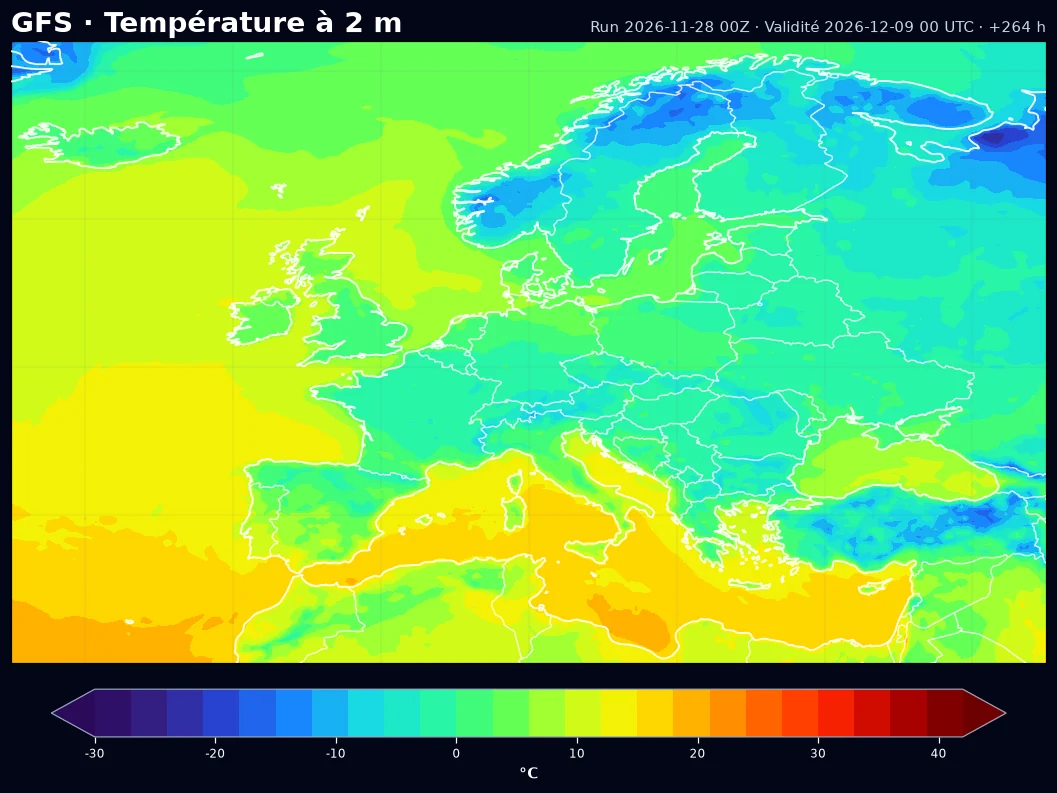 GFS · Température à 2 m
Run 2026-11-28 00Z · Validité 2026-12-09 00 UTC · +264 h
-30 -20 -10 0 10 20 30 40
°C